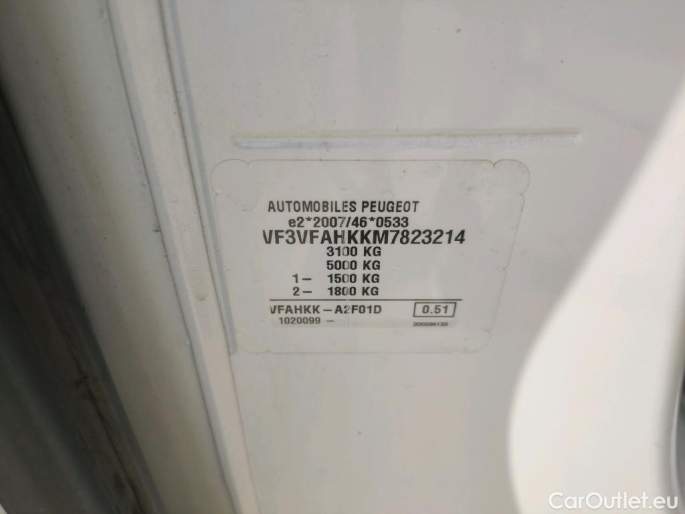 AUTOMOBILES PEUGEOT
e2*2007/46*0533
VF3VFAHKKM7823214
3100 KG
5000 KG
1- 1500 KG
2- 1800 KG
VFAHKK-A2F01D 0.51
1020099 -
CarOutlet.eu